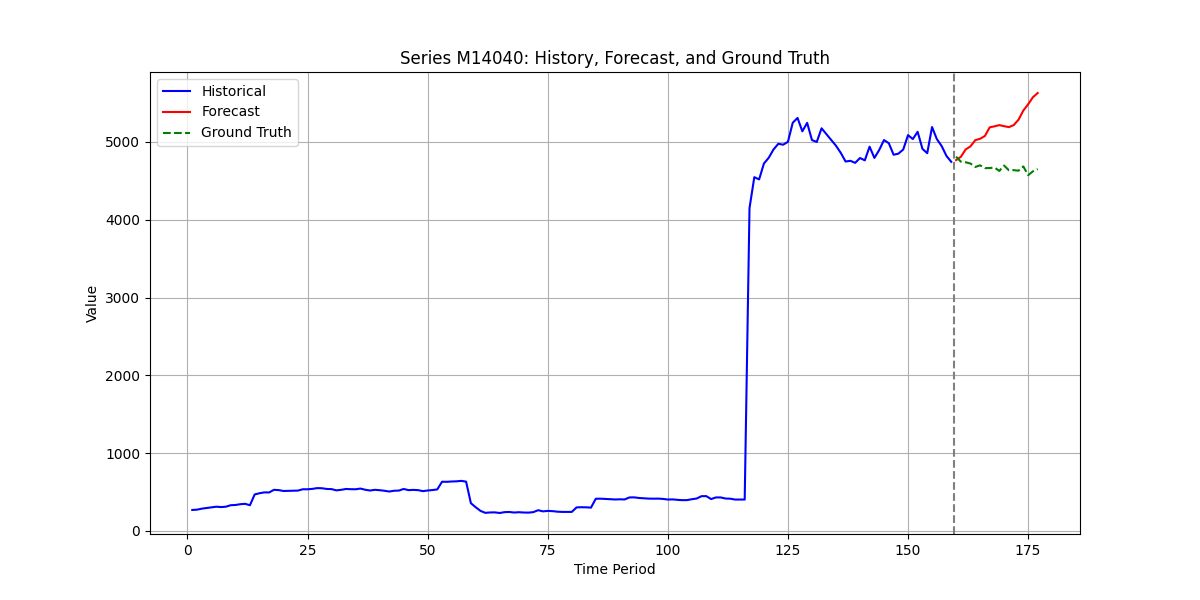 Series M14040: History, Forecast, and Ground Truth
Historical
Forecast
Ground Truth
Value
5000
4000
3000
2000
1000
0
0 25 50 75 100 125 150 175
Time Period